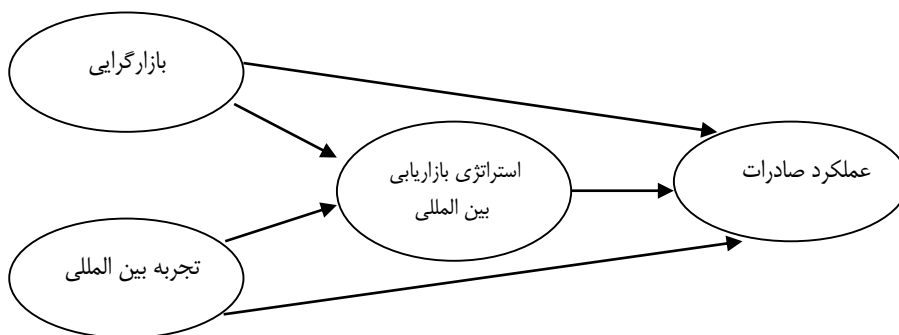 بازارگرایی
استراتژی بازاریابی
بین المللی
عملکرد صادرات
تجربه بین المللی